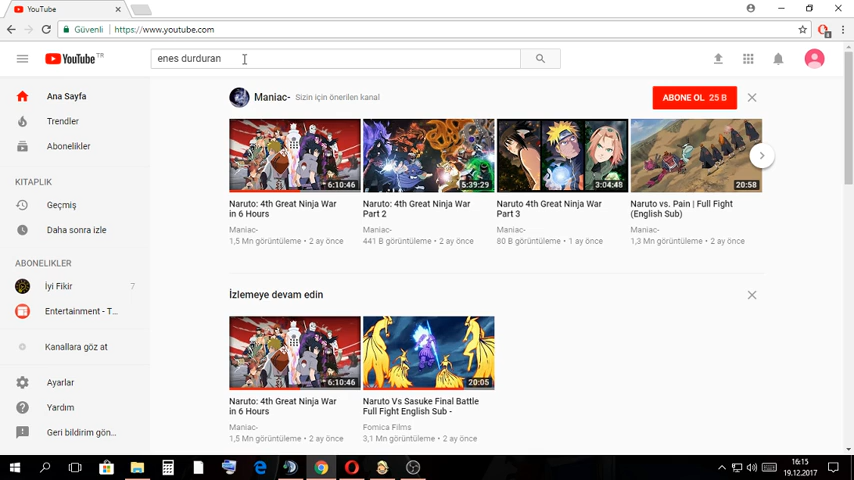 YouTube
Güvenli
https://www.youtube.com
YouTube TR
enes durduran
Ana Sayfa
Trendler
Abonelikler
KITAPLIK
Geçmiş
Daha sonra izle
ABONELIKLER
İyi Fikir 7
Entertainment - T...
Kanallara göz at
Ayarlar
Yardım
Geri bildirim gön...
Maniac- Sizin için önerilen kanal
ABONE OL 25 B
6:10:46
5:39:29
3:04:48
20:58
Naruto: 4th Great Ninja War
in 6 Hours
Maniac-
1,5 Mn görüntüleme • 2 ay önce
Naruto: 4th Great Ninja War
Part 2
Maniac-
441 B görüntüleme • 2 ay önce
Naruto 4th Great Ninja War
Part 3
Maniac-
80 B görüntüleme • 1 ay önce
Naruto vs. Pain | Full Fight
(English Sub)
Maniac-
1,3 Mn görüntüleme • 2 ay önce
İzlemeye devam edin
6:10:46
20:05
Naruto: 4th Great Ninja War
in 6 Hours
Maniac-
1,5 Mn görüntüleme • 2 ay önce
Naruto Vs Sasuke Final Battle
Full Fight English Sub -
Fomica Films
3,1 Mn görüntüleme • 2 ay önce
16:15
19.12.2017